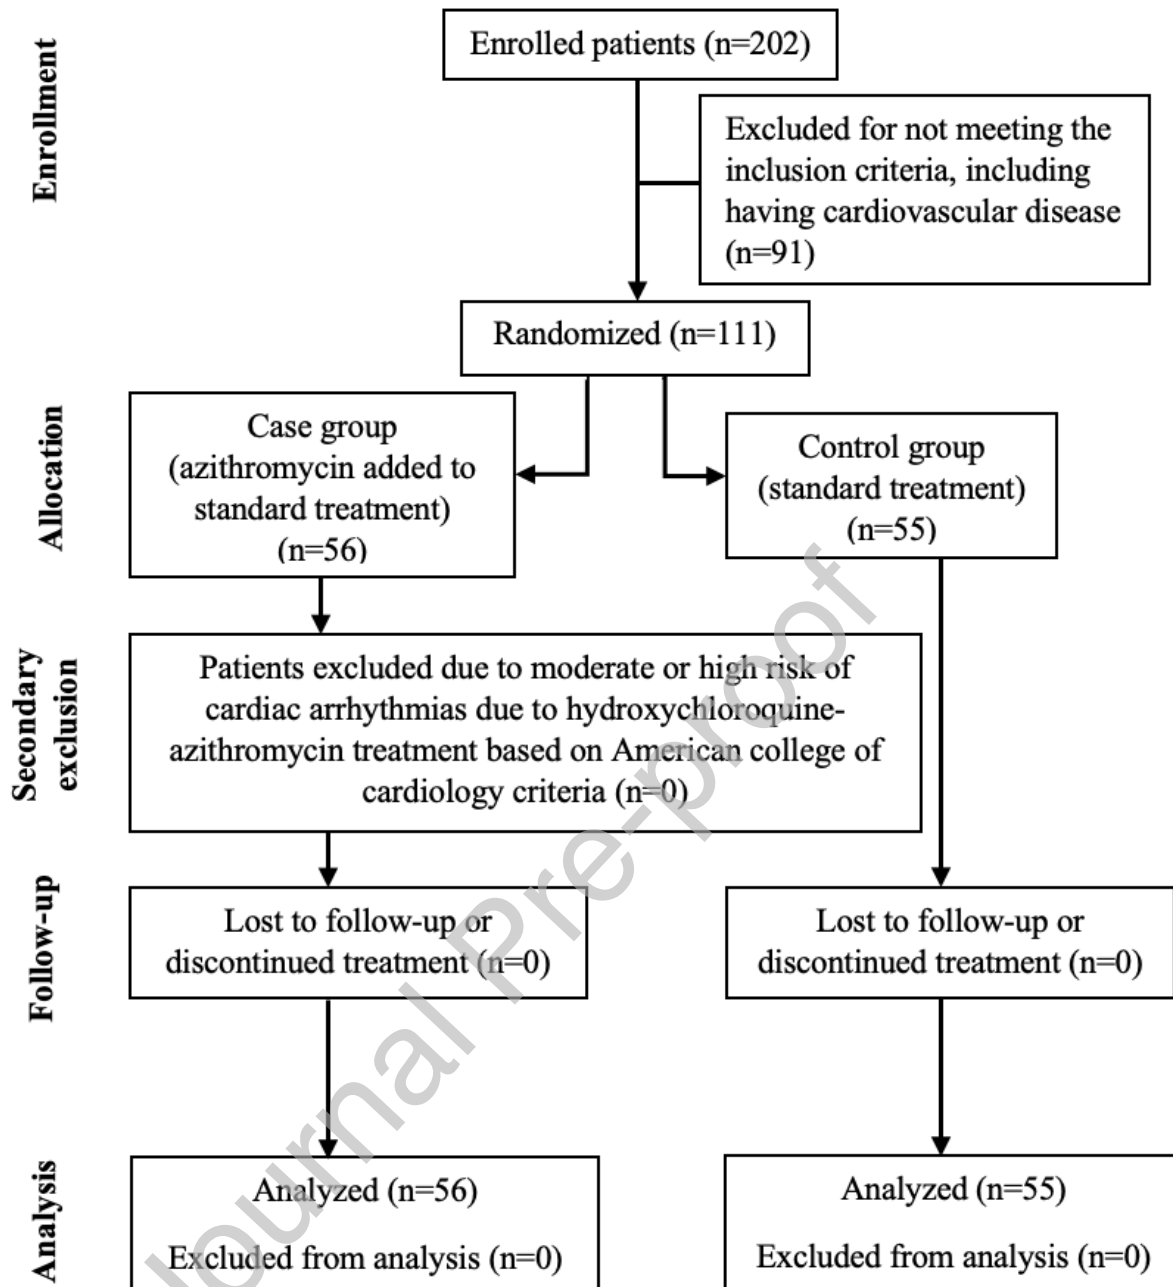 Enrollment
Enrolled patients (n=202)
Excluded for not meeting the
inclusion criteria, including
having cardiovascular disease
(n=91)
Randomized (n=111)
Allocation
Case group
(azithromycin added to
standard treatment)
(n=56)
Control group
(standard treatment)
(n=55)
Secondary
exclusion
Patients excluded due to moderate or high risk of
cardiac arrhythmias due to hydroxychloroquine-
azithromycin treatment based on American college of
cardiology criteria (n=0)
Follow-up
Lost to follow-up or
discontinued treatment (n=0)
Lost to follow-up or
discontinued treatment (n=0)
Analysis
Analyzed (n=56)
Excluded from analysis (n=0)
Analyzed (n=55)
Excluded from analysis (n=0)
Journal Pre-proof